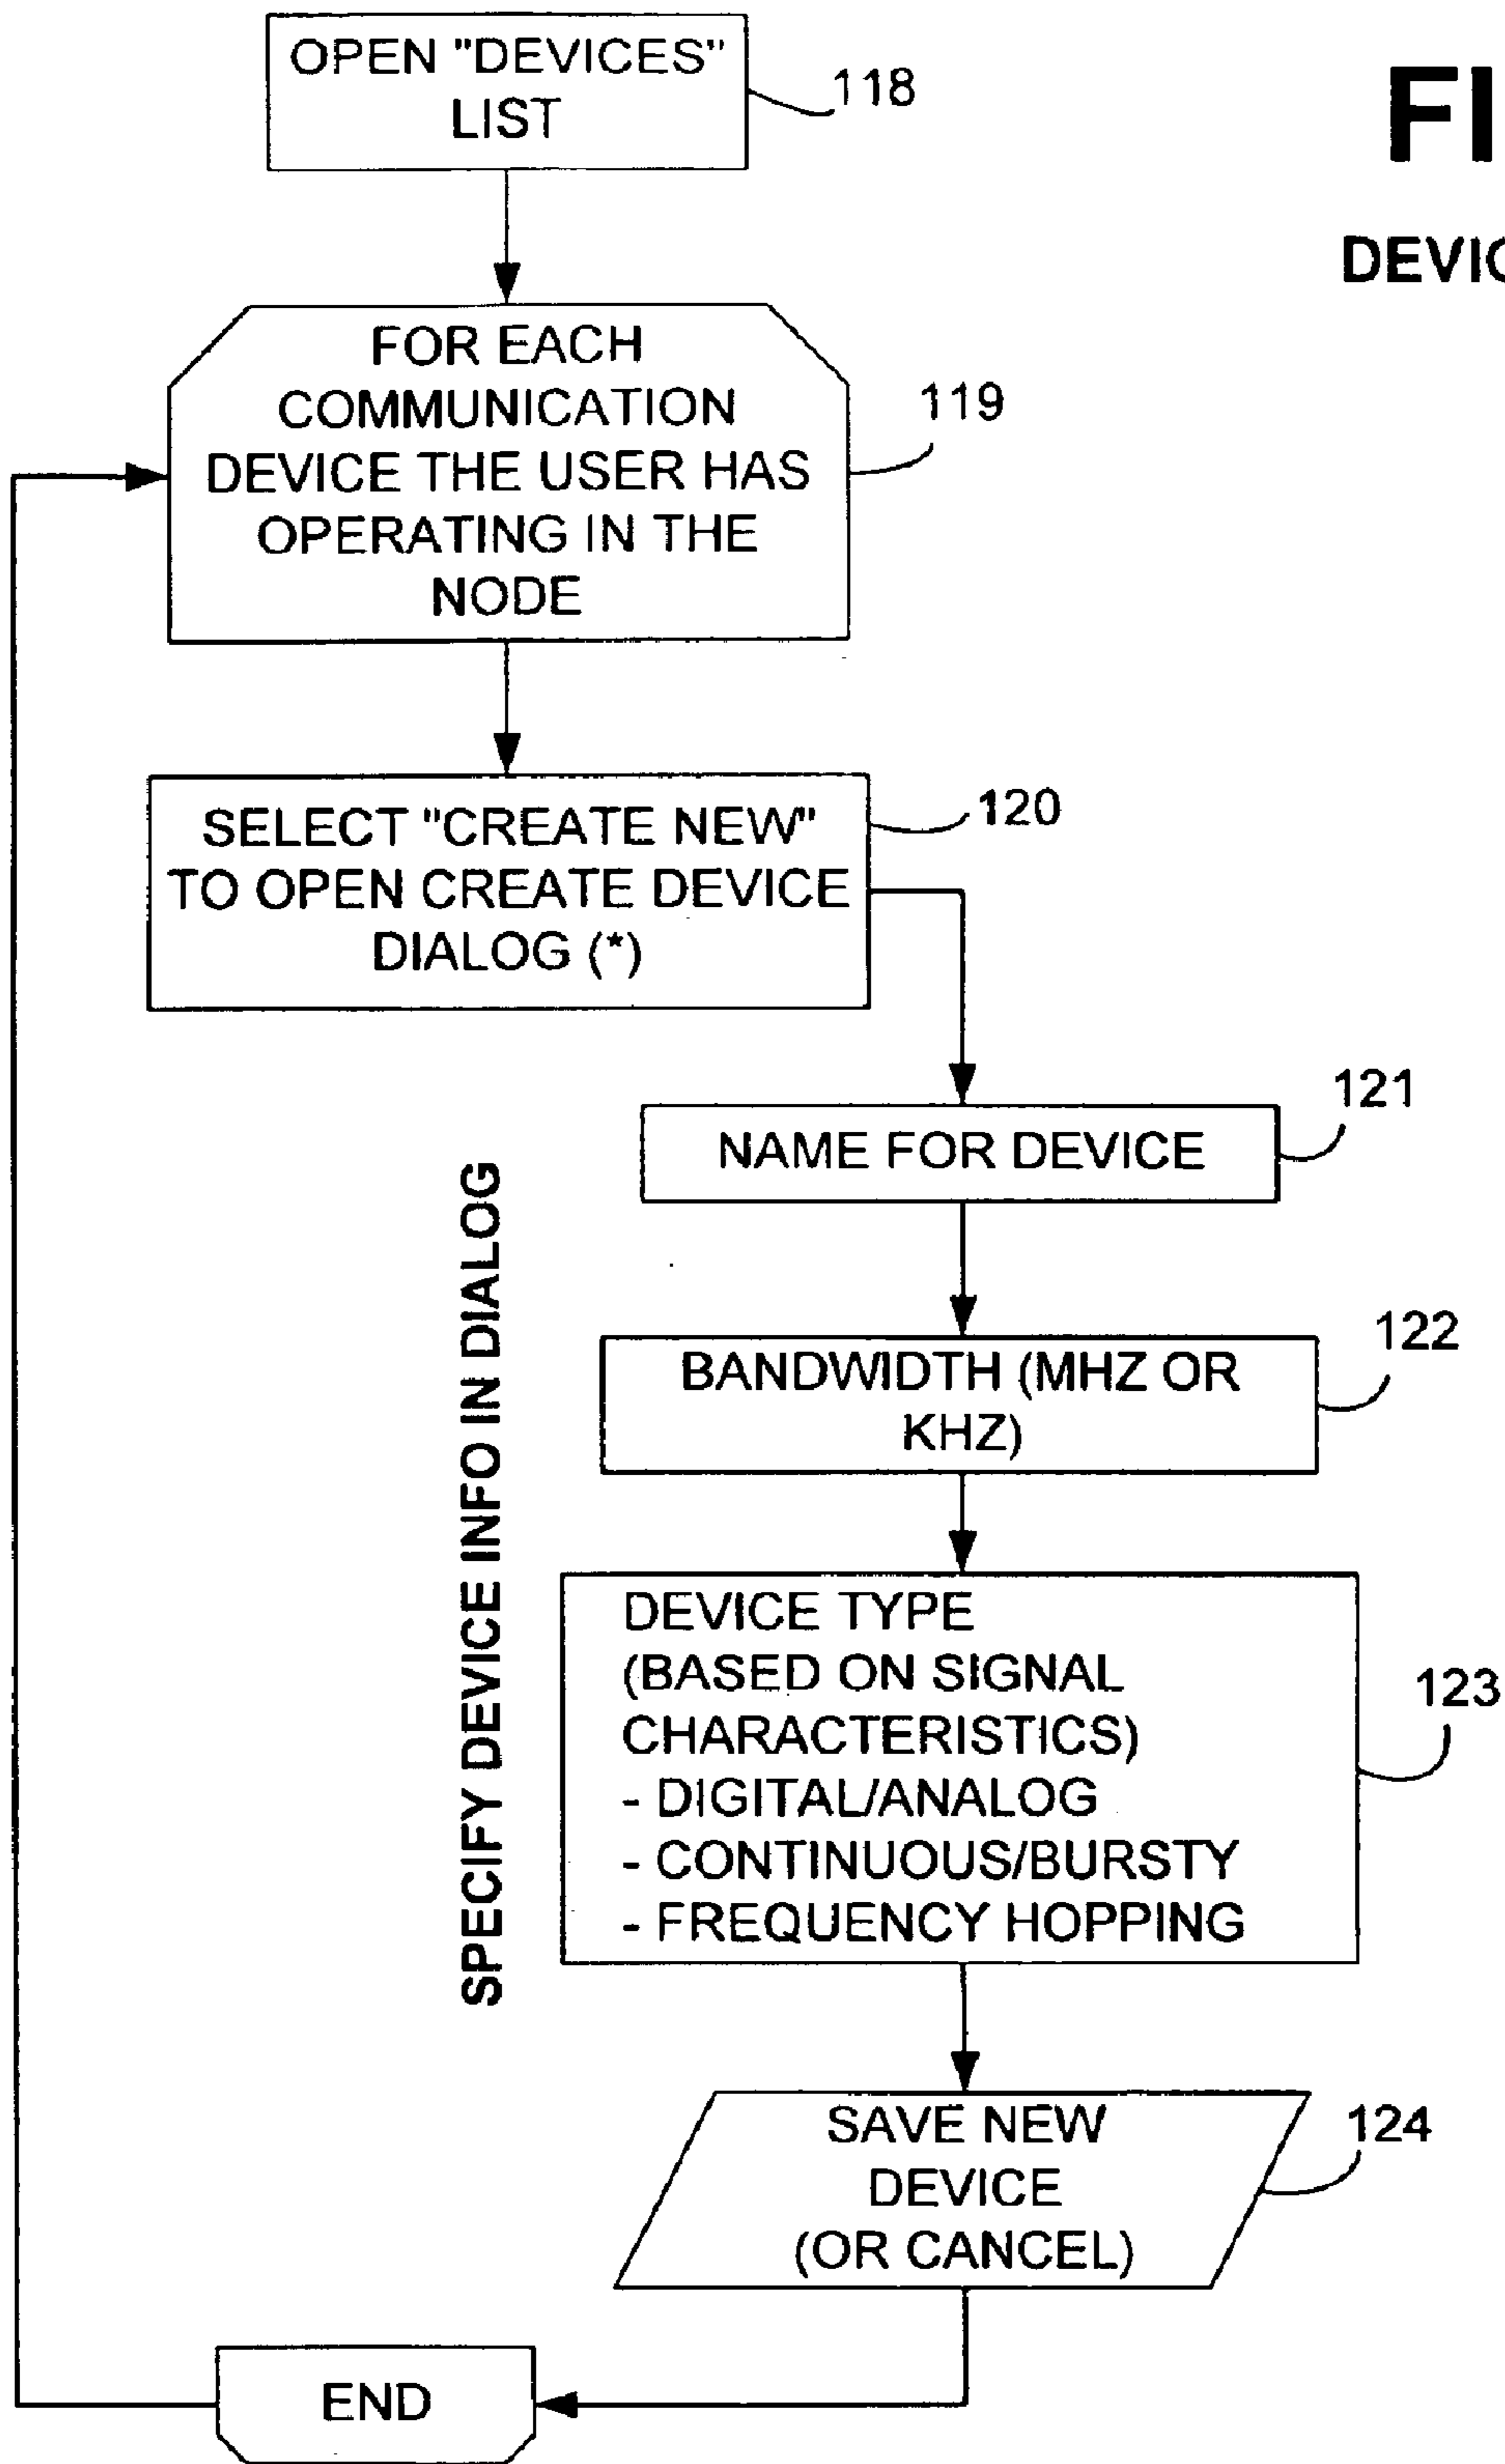 OPEN "DEVICES"
LIST
118
FI
DEVIC
FOR EACH
COMMUNICATION
DEVICE THE USER HAS
OPERATING IN THE
NODE
119
SELECT "CREATE NEW"
TO OPEN CREATE DEVICE
DIALOG (*)
120
SPECIFY DEVICE INFO IN DIALOG
NAME FOR DEVICE
121
BANDWIDTH (MHZ OR
KHZ)
122
DEVICE TYPE
(BASED ON SIGNAL
CHARACTERISTICS)
- DIGITAL/ANALOG
- CONTINUOUS/BURSTY
- FREQUENCY HOPPING
123
SAVE NEW
DEVICE
(OR CANCEL)
124
END